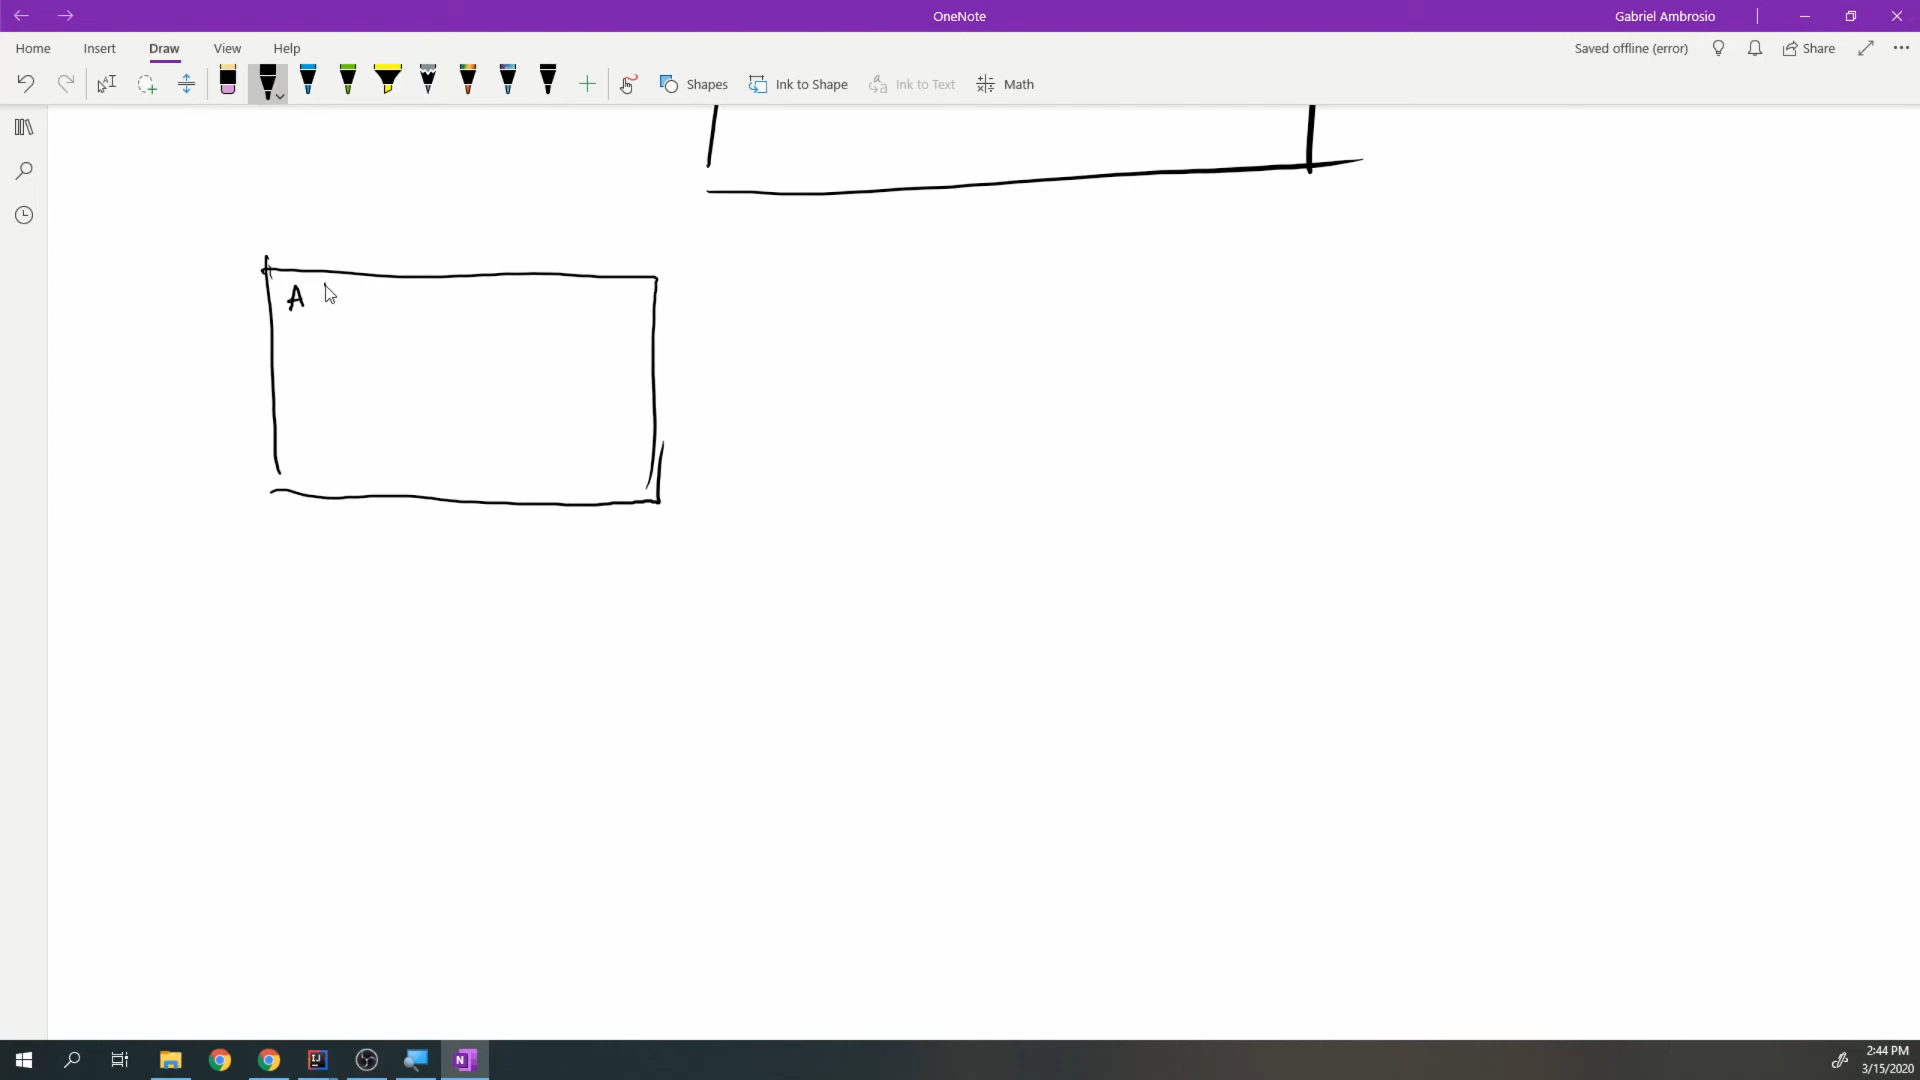 OneNote
Gabriel Ambrosio
Home Insert Draw View Help
Saved offline (error)
Share
Shapes
Ink to Shape
Ink to Text
Math
A
2:44 PM
3/15/2020